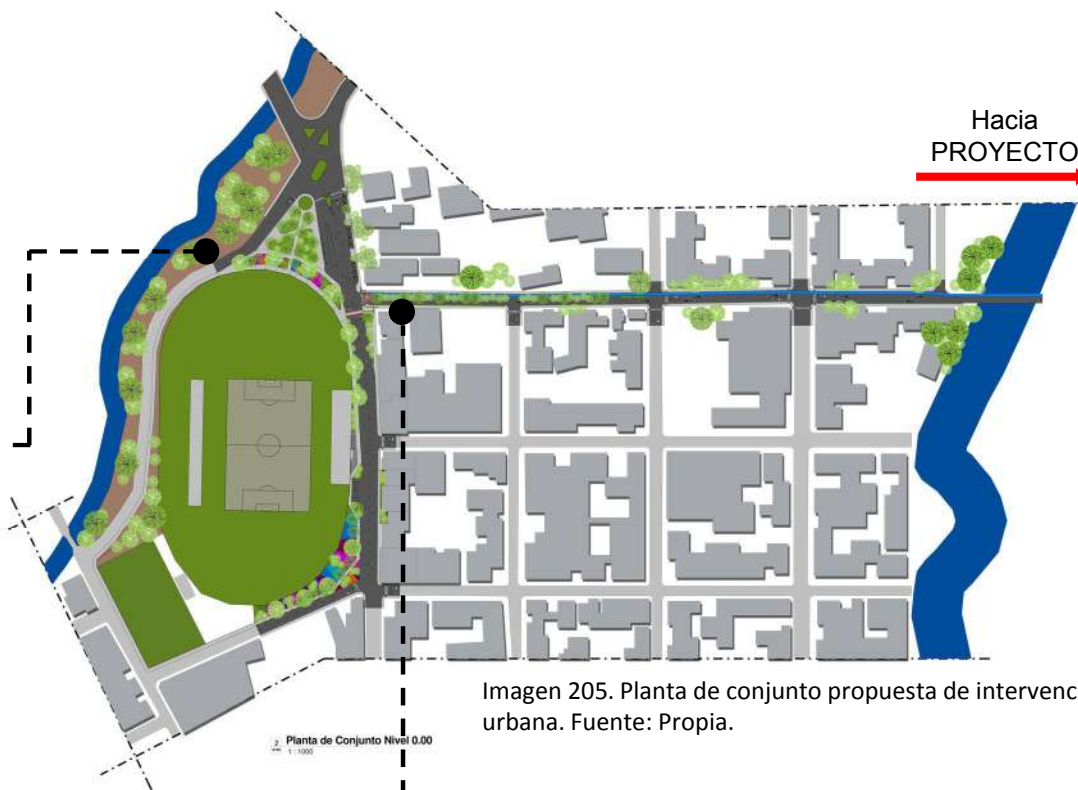 Hacia
PROYECTO
Imagen 205. Planta de conjunto propuesta de intervenc
urbana. Fuente: Propia.
2 Planta de Conjunto Nivel 0.00
1 : 1000